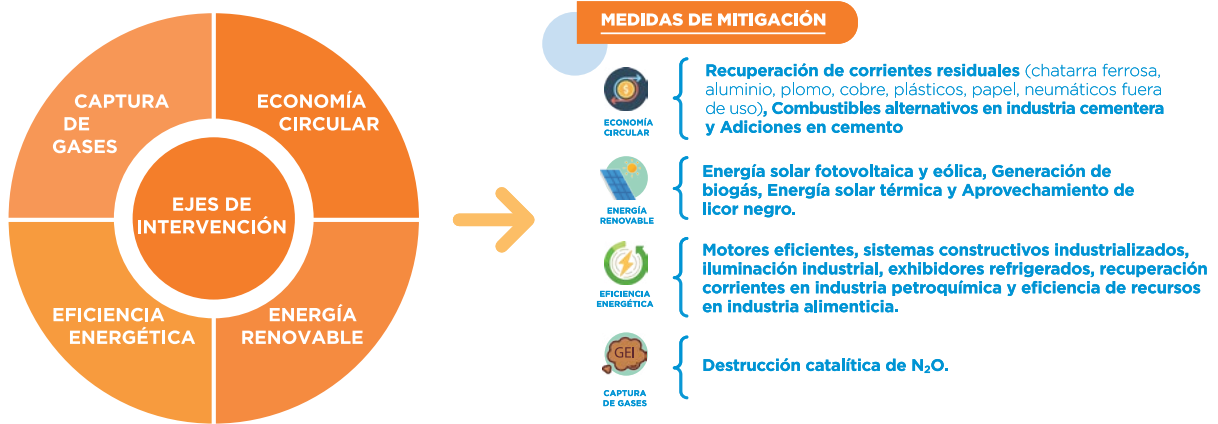 CAPTURA
DE
GASES
ECONOMÍA
CIRCULAR
EJES DE
INTERVENCIÓN
EFICIENCIA
ENERGÉTICA
ENERGÍA
RENOVABLE
MEDIDAS DE MITIGACIÓN
ECONOMÍA
CIRCULAR
Recuperación de corrientes residuales (chatarra ferrosa,
aluminio, plomo, cobre, plásticos, papel, neumáticos fuera
de uso), Combustibles alternativos en industria cementera
y Adiciones en cemento
ENERGÍA
RENOVABLE
Energía solar fotovoltaica y eólica, Generación de
biogás, Energía solar térmica y Aprovechamiento de
licor negro.
EFICIENCIA
ENERGÉTICA
Motores eficientes, sistemas constructivos industrializados,
iluminación industrial, exhibidores refrigerados, recuperación
corrientes en industria petroquímica y eficiencia de recursos
en industria alimenticia.
GEI
CAPTURA
DE GASES
Destrucción catalítica de N₂O.